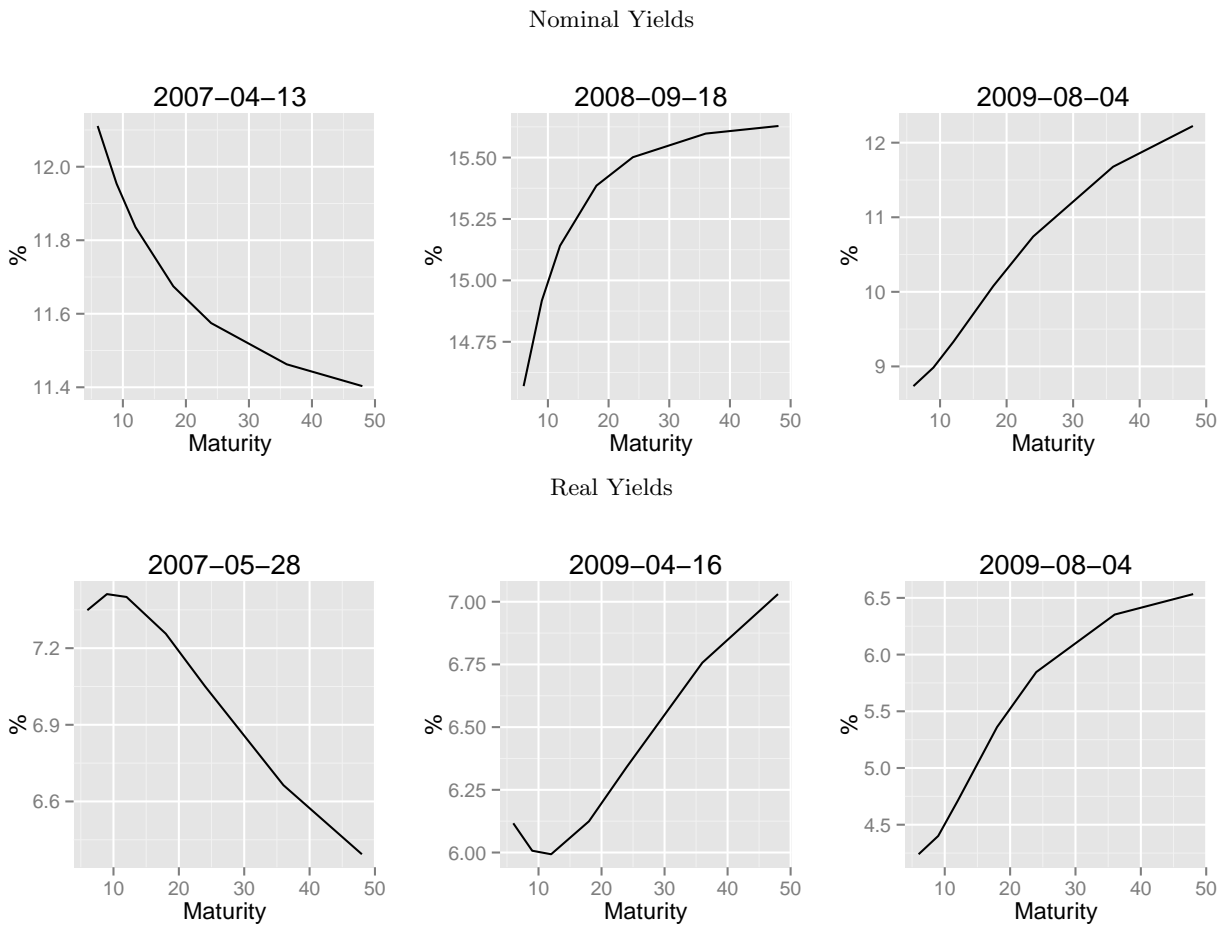 Nominal Yields
2007−04−13 2008−09−18 2009−08−04
12.0
11.8
11.6
11.4
%
10 20 30 40 50
Maturity
15.50
15.25
15.00
14.75
%
10 20 30 40 50
Maturity
12
11
10
9
%
10 20 30 40 50
Maturity
Real Yields
2007−05−28 2009−04−16 2009−08−04
7.2
6.9
6.6
%
10 20 30 40 50
Maturity
7.00
6.75
6.50
6.25
6.00
%
10 20 30 40 50
Maturity
6.5
6.0
5.5
5.0
4.5
%
10 20 30 40 50
Maturity